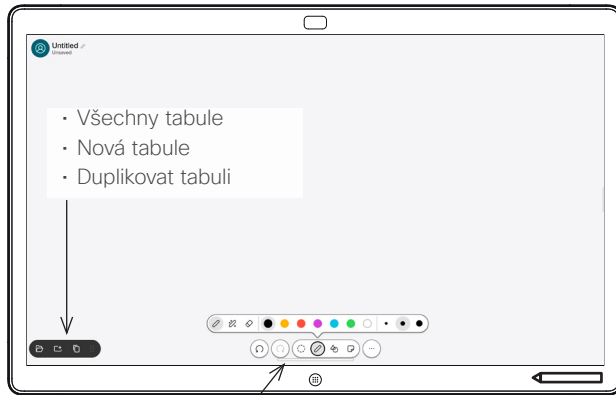 Untitled
Unsaved
· Všechny tabule
· Nová tabule
· Duplikovat tabuli